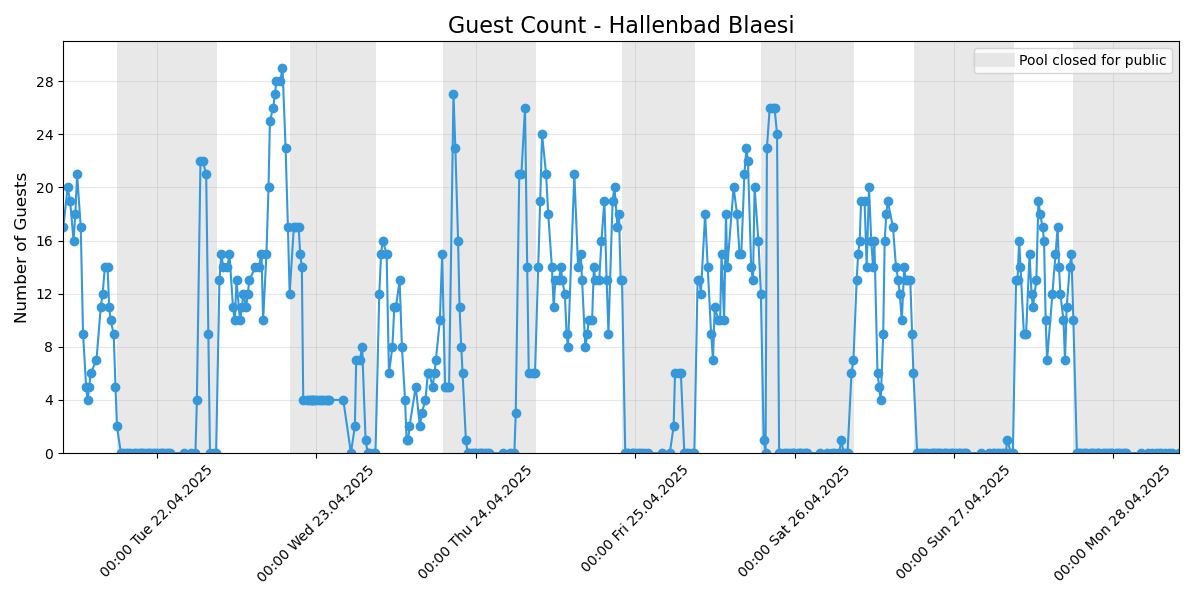 Guest Count - Hallenbad Blaesi
Pool closed for public
Number of Guests
28
24
20
16
12
8
4
0
00:00 Tue 22.04.2025
00:00 Wed 23.04.2025
00:00 Thu 24.04.2025
00:00 Fri 25.04.2025
00:00 Sat 26.04.2025
00:00 Sun 27.04.2025
00:00 Mon 28.04.2025